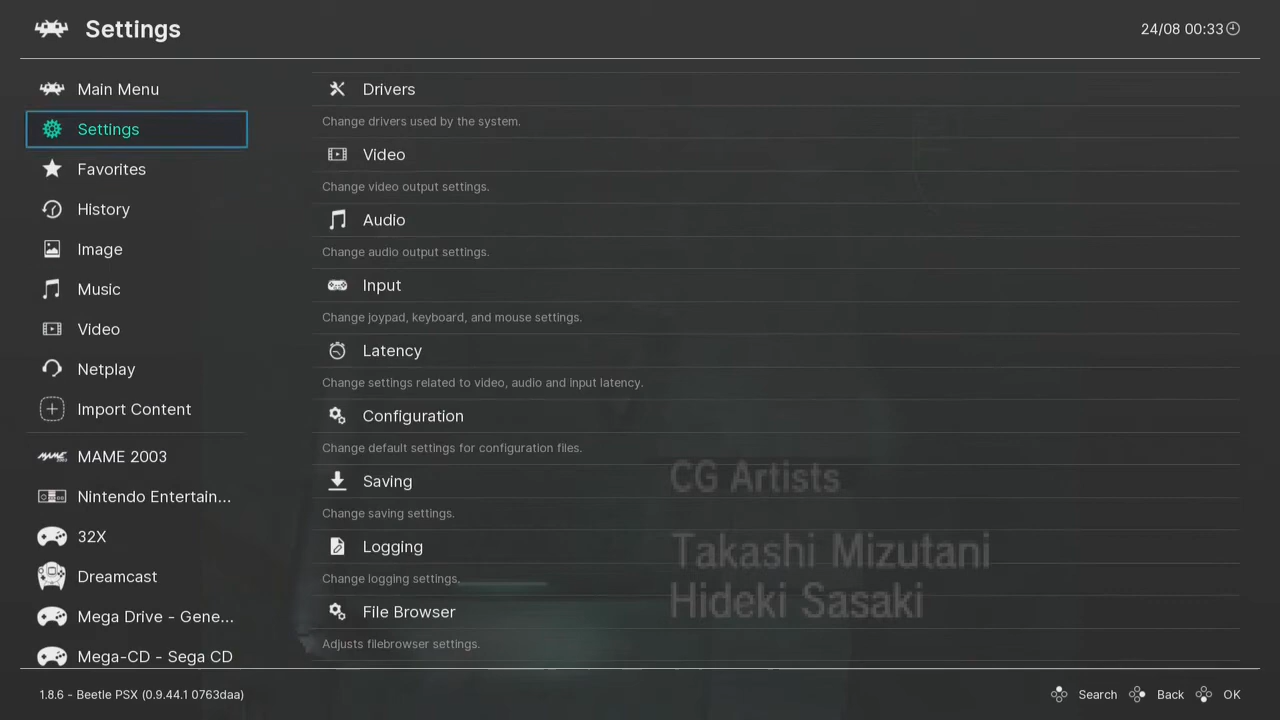 Settings
24/08 00:33
Main Menu
Settings
Favorites
History
Image
Music
Video
Netplay
Import Content
MAME 2003
Nintendo Entertain...
32X
Dreamcast
Mega Drive - Gene...
Mega-CD - Sega CD
Drivers
Change drivers used by the system.
Video
Change video output settings.
Audio
Change audio output settings.
Input
Change joypad, keyboard, and mouse settings.
Latency
Change settings related to video, audio and input latency.
Configuration
Change default settings for configuration files.
Saving
Change saving settings.
Logging
Change logging settings.
File Browser
Adjusts filebrowser settings.
CG Artists
Takashi Mizutani
Hideki Sasaki
1.8.6 - Beetle PSX (0.9.44.1 0763daa)
Search Back OK